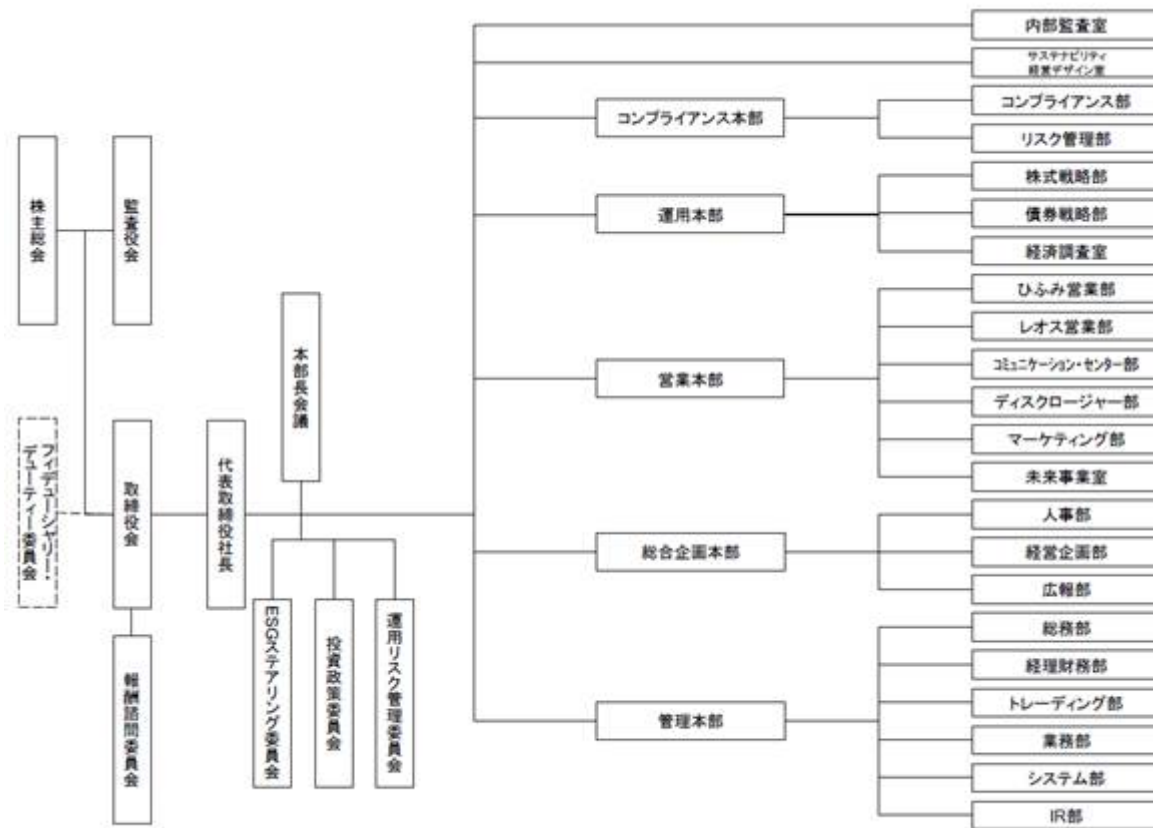 株主総会
監査役会
フィデューシャリー・
デューティー委員会
取締役会
報酬諮問委員会
代表取締役社長
本部長会議
ESGステアリング委員会
投資政策委員会
運用リスク管理委員会
内部監査室
サステナビリティ
経営デザイン室
コンプライアンス本部
コンプライアンス部
リスク管理部
運用本部
株式戦略部
債券戦略部
経済調査室
営業本部
ひふみ営業部
レオス営業部
コミュニケーション・センター部
ディスクロージャー部
マーケティング部
未来事業室
総合企画本部
人事部
経営企画部
広報部
管理本部
総務部
経理財務部
トレーディング部
業務部
システム部
IR部